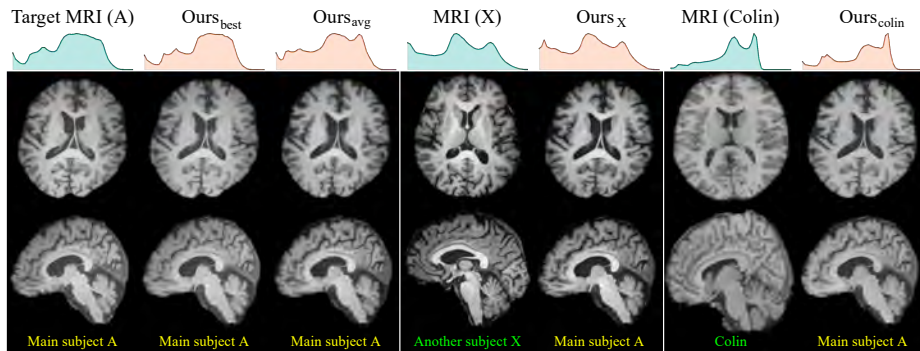 Target MRI (A) Ours_best Ours_avg MRI (X) Ours_X MRI (Colin) Ours_colin
Main subject A Main subject A Main subject A Another subject X Main subject A Colin Main subject A